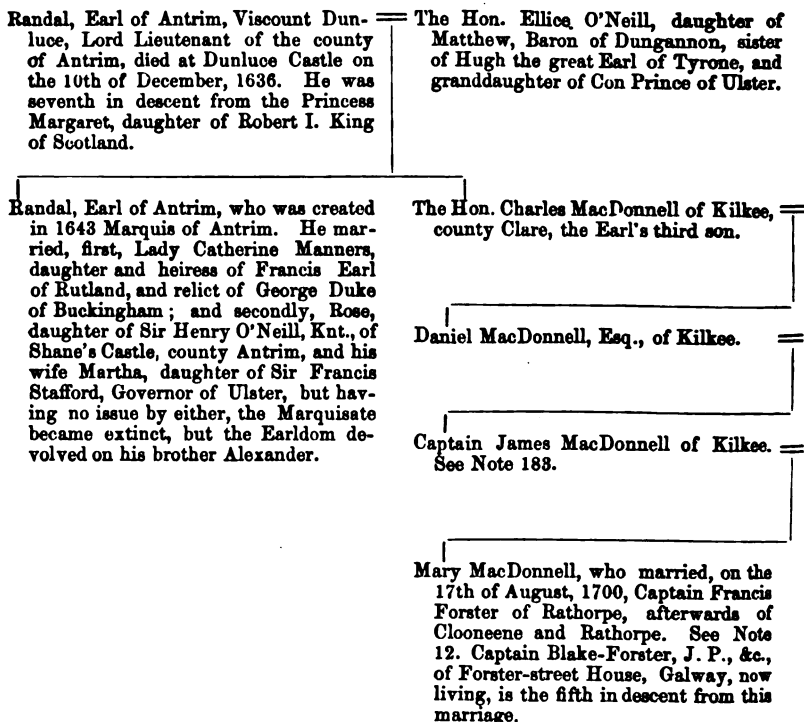 Randal, Earl of Antrim, Viscount Dun-
luce, Lord Lieutenant of the county
of Antrim, died at Dunluce Castle on
the 10th of December, 1636. He was
seventh in descent from the Princess
Margaret, daughter of Robert I. King
of Scotland.
The Hon. Ellice O'Neill, daughter of
Matthew, Baron of Dungannon, sister
of Hugh the great Earl of Tyrone, and
granddaughter of Con Prince of Ulster.
Randal, Earl of Antrim, who was created
in 1643 Marquis of Antrim. He mar-
ried, first, Lady Catherine Manners,
daughter and heiress of Francis Earl
of Rutland, and relict of George Duke
of Buckingham; and secondly, Rose,
daughter of Sir Henry O'Neill, Knt., of
Shane's Castle, county Antrim, and his
wife Martha, daughter of Sir Francis
Stafford, Governor of Ulster, but hav-
ing no issue by either, the Marquisate
became extinct, but the Earldom de-
volved on his brother Alexander.
The Hon. Charles MacDonnell of Kilkee,
county Clare, the Earl's third son.
Daniel MacDonnell, Esq., of Kilkee.
Captain James MacDonnell of Kilkee.
See Note 183.
Mary MacDonnell, who married, on the
17th of August, 1700, Captain Francis
Forster of Rathorpe, afterwards of
Clooneene and Rathorpe. See Note
12. Captain Blake-Forster, J. P., &c.,
of Forster-street House, Galway, now
living, is the fifth in descent from this
marriage.